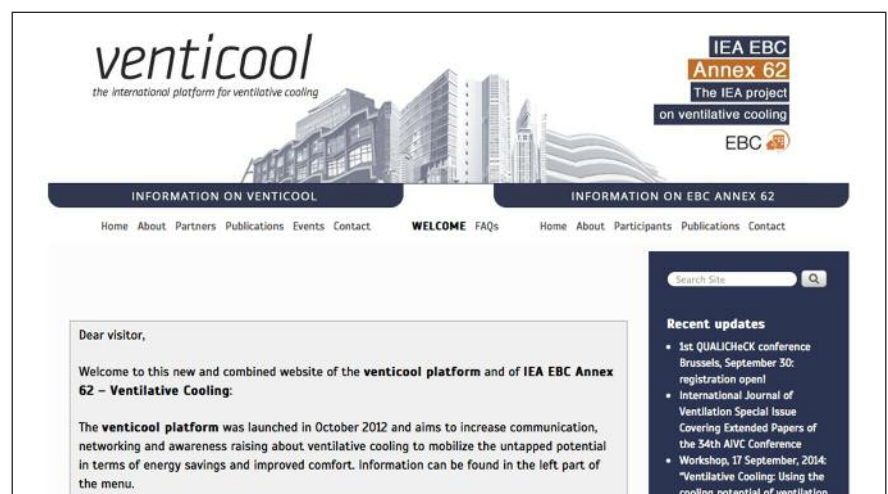 venticool
the international platform for ventilative cooling
IEA EBC
Annex 62
The IEA project
on ventilative cooling
EBC
INFORMATION ON VENTICOOL
INFORMATION ON EBC ANNEX 62
Home About Partners Publications Events Contact
WELCOME FAQs
Home About Participants Publications Contact
Dear visitor,
Welcome to this new and combined website of the venticool platform and of IEA EBC Annex
62 – Ventilative Cooling:
The venticool platform was launched in October 2012 and aims to increase communication,
networking and awareness raising about ventilative cooling to mobilize the untapped potential
in terms of energy savings and improved comfort. Information can be found in the left part of
the menu.
Search Site
Recent updates
• 1st QUALICHeCK conference
Brussels, September 30:
registration open!
• International Journal of
Ventilation Special Issue
Covering Extended Papers of
the 34th AIVC Conference
• Workshop, 17 September, 2014:
"Ventilative Cooling: Using the
cooling potential of ventilation